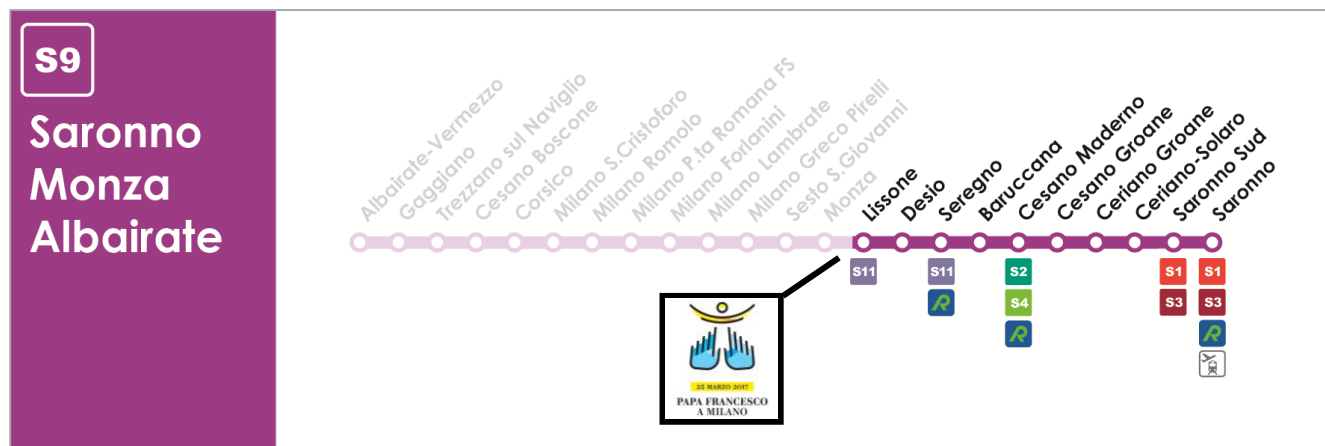 S9
Saronno
Monza
Albairate
Albairate-Vermezzo
Gaggiano
Trezzano sul Naviglio
Cesano Boscone
Corsico
Milano S.Cristoforo
Milano Romolo
Milano P.ta Romana FS
Milano Forlanini
Milano Lambrate
Milano Greco Pirelli
Sesto S.Giovanni
Monza
Lissone
Desio
Seregno
Baruccana
Cesano Maderno
Cesano Groane
Ceriano Groane
Ceriano-Solaro
Saronno Sud
Saronno
S11
S11
R
S2
S4
R
S1
S3
S1
S3
R
25 MARZO 2017
PAPA FRANCESCO
A MILANO